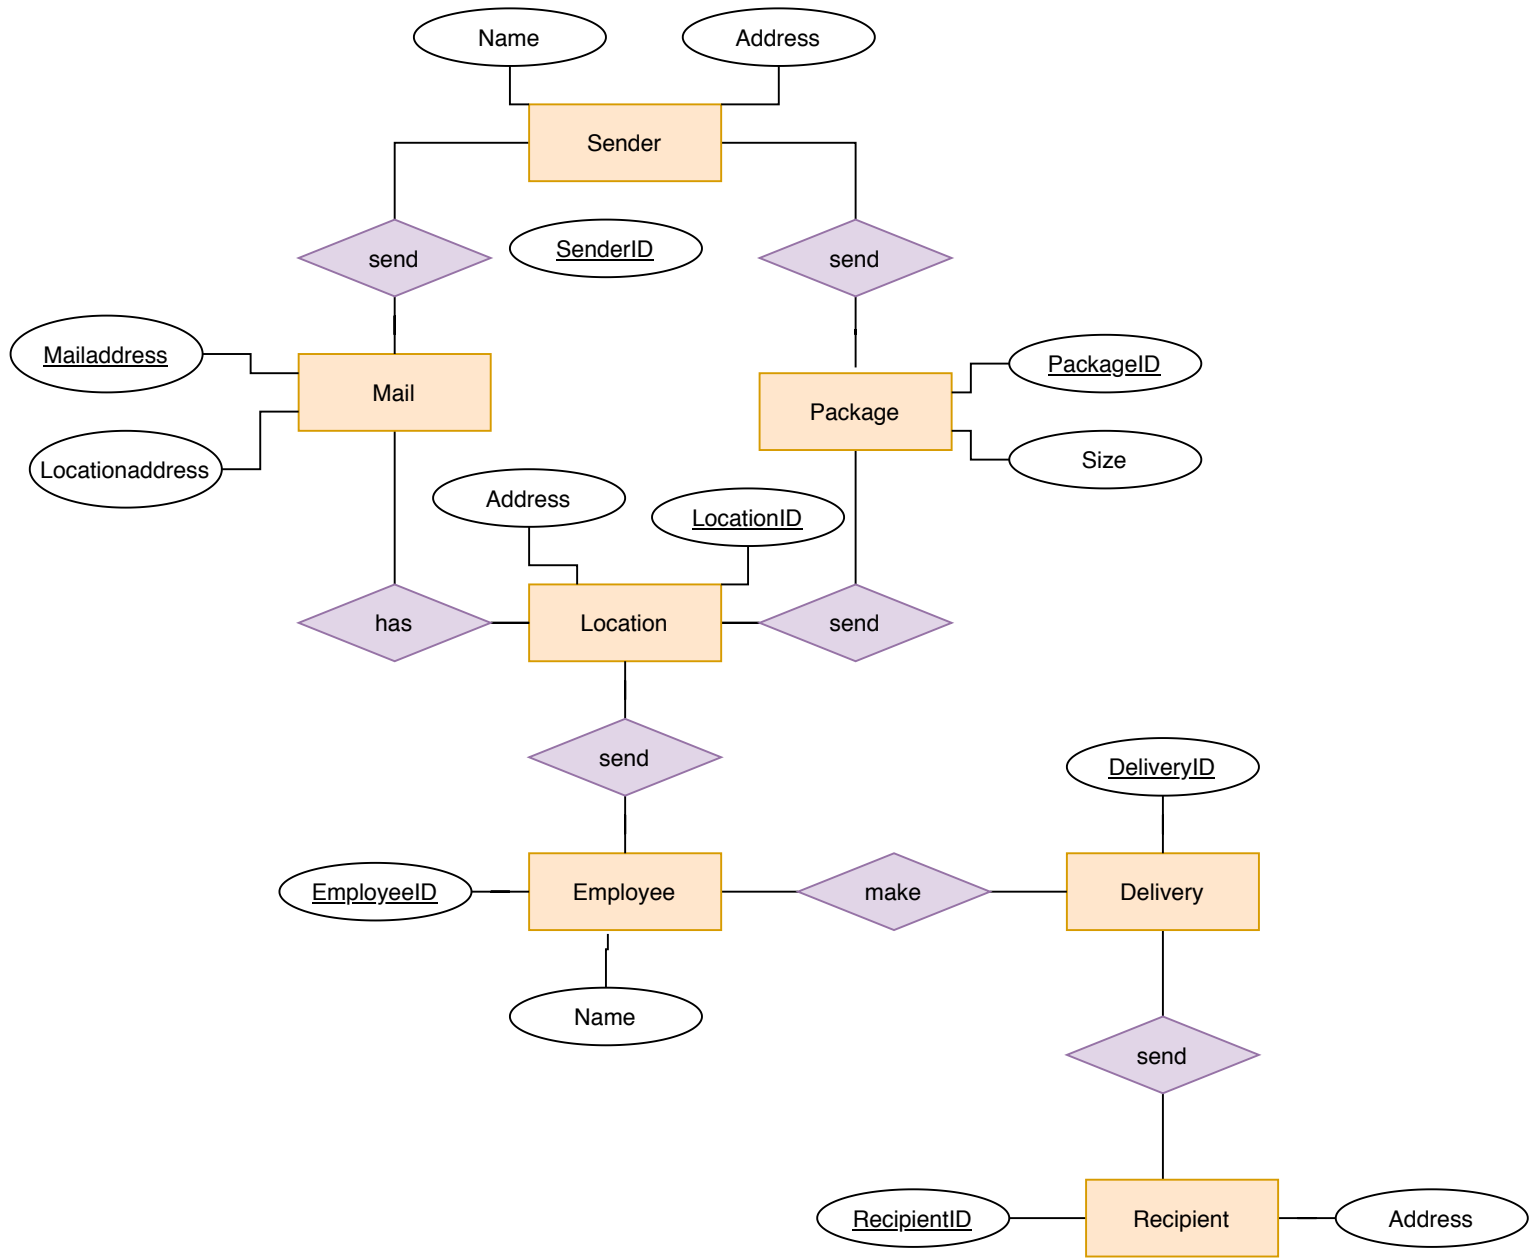 Name
Address
Sender
send
SenderID
send
Mailaddress
PackageID
Mail
Package
Locationaddress
Size
Address
LocationID
has
Location
send
send
DeliveryID
EmployeeID
Employee
make
Delivery
Name
send
RecipientID
Recipient
Address